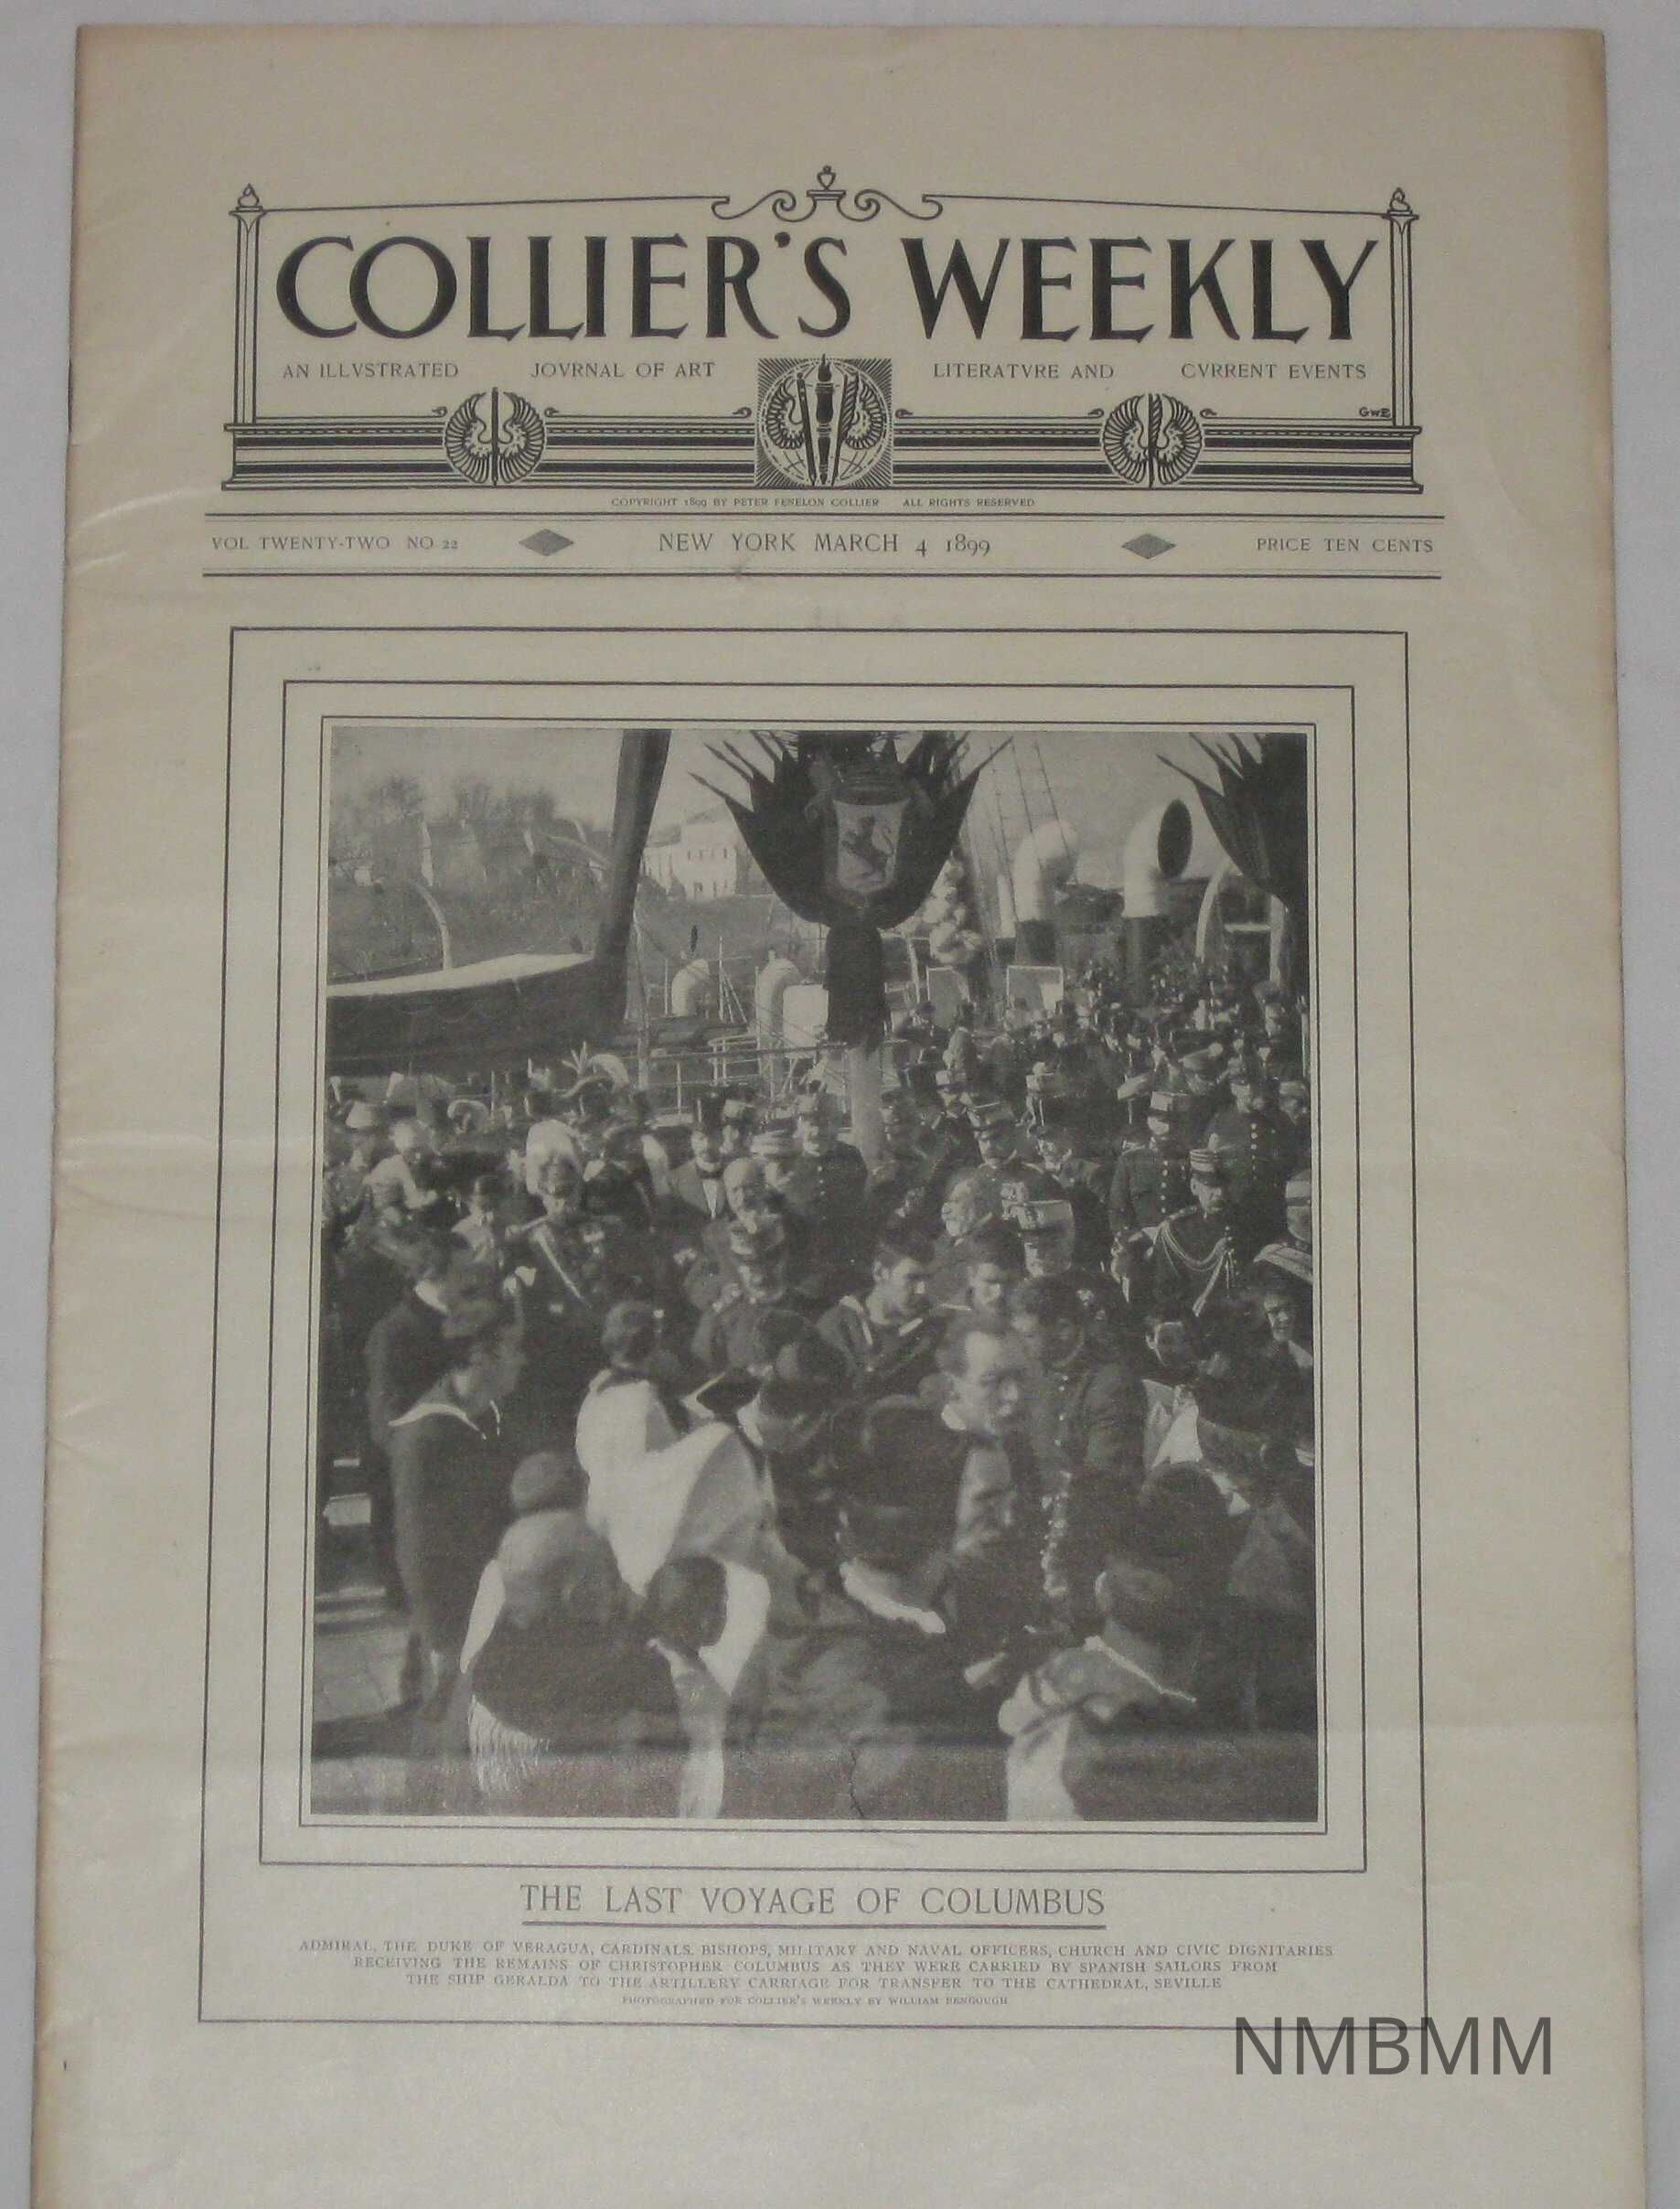 COLLIER'S WEEKLY
AN ILLVSTRATED JOVRNAL OF ART LITERATVRE AND CVRRENT EVENTS
GWE
COPYRIGHT 1899 BY PETER FENELON COLLIER ALL RIGHTS RESERVED
VOL TWENTY-TWO NO 22 NEW YORK MARCH 4 1899 PRICE TEN CENTS
THE LAST VOYAGE OF COLUMBUS
ADMIRAL, THE DUKE OF VERAGUA, CARDINALS, BISHOPS, MILITARY AND NAVAL OFFICERS, CHURCH AND CIVIC DIGNITARIES
RECEIVING THE REMAINS OF CHRISTOPHER COLUMBUS AS THEY WERE CARRIED BY SPANISH SAILORS FROM
THE SHIP GERALDA TO THE ARTILLERY CARRIAGE FOR TRANSFER TO THE CATHEDRAL, SEVILLE
PHOTOGRAPHED FOR COLLIER'S WEEKLY BY WILLIAM BENGOUGH
NMBMM